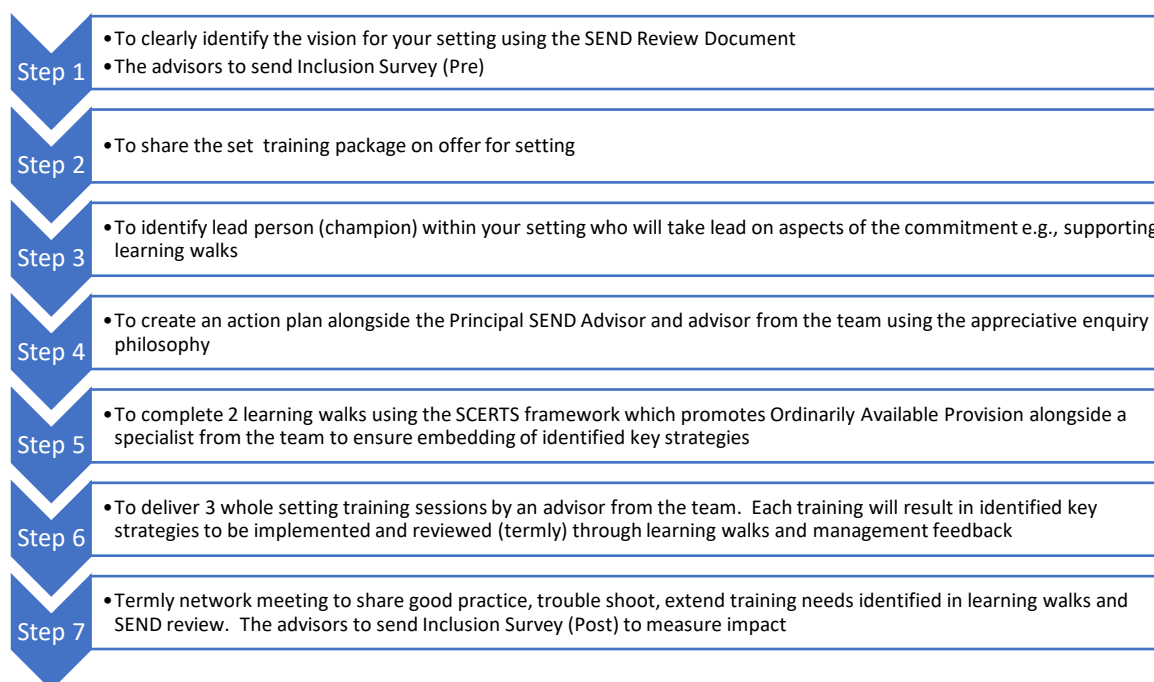 Step 1
•To clearly identify the vision for your setting using the SEND Review Document
•The advisors to send Inclusion Survey (Pre)
Step 2
•To share the set  training package on offer for setting
Step 3
•To identify lead person (champion) within your setting who will take lead on aspects of the commitment e.g., supporting
learning walks
Step 4
•To create an action plan alongside the Principal SEND Advisor and advisor from the team using the appreciative enquiry
philosophy
Step 5
•To complete 2 learning walks using the SCERTS framework which promotes Ordinarily Available Provision alongside a
specialist from the team to ensure embedding of identified key strategies
Step 6
•To deliver 3 whole setting training sessions by an advisor from the team.  Each training will result in identified key
strategies to be implemented and reviewed (termly) through learning walks and management feedback
Step 7
•Termly network meeting to share good practice, trouble shoot, extend training needs identified in learning walks and
SEND review.  The advisors to send Inclusion Survey (Post) to measure impact